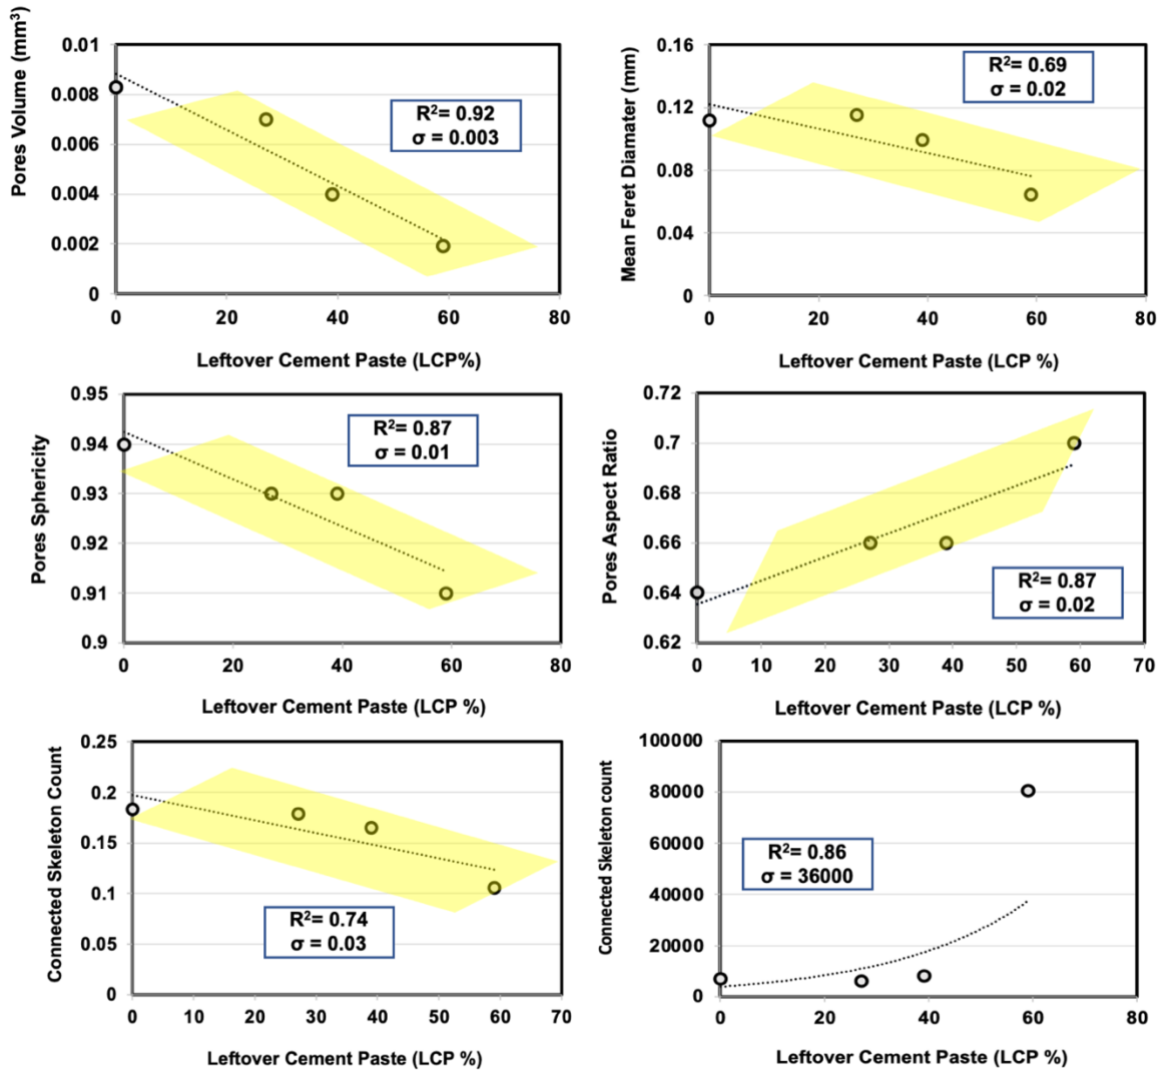 Pores Volume (mm³)
0.01
0.008
0.006
0.004
0.002
0
R²= 0.92
σ = 0.003
0
20
40
60
80
Leftover Cement Paste (LCP%)
Mean Feret Diamater (mm)
0.16
0.12
0.08
0.04
0
R²= 0.69
σ = 0.02
0
20
40
60
80
Leftover Cement Paste (LCP %)
Pores Sphericity
0.95
0.94
0.93
0.92
0.91
0.9
R²= 0.87
σ = 0.01
0
20
40
60
80
Leftover Cement Paste (LCP %)
Pores Aspect Ratio
0.72
0.7
0.68
0.66
0.64
0.62
R²= 0.87
σ = 0.02
0
10
20
30
40
50
60
70
Leftover Cement Paste (LCP %)
Connected Skeleton Count
0.25
0.2
0.15
0.1
0.05
0
R²= 0.74
σ = 0.03
0
10
20
30
40
50
60
70
Leftover Cement Paste (LCP %)
Connected Skeleton count
100000
80000
60000
40000
20000
0
R²= 0.86
σ = 36000
0
20
40
60
80
Leftover Cement Paste (LCP %)